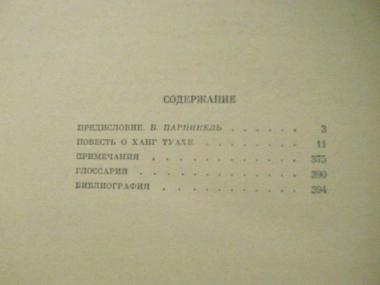 СОДЕРЖАНИЕ
ПРЕДИСЛОВИЕ. Б. ПАРНИКЕЛЬ . . . . . . 3
ПОВЕСТЬ О ХАНГ ТУАХЕ . . . . . . . 11
ПРИМЕЧАНИЯ . . . . . . . . . . 375
ГЛОССАРИЙ . . . . . . . . . . . 390
БИБЛИОГРАФИЯ . . . . . . . . . . 394